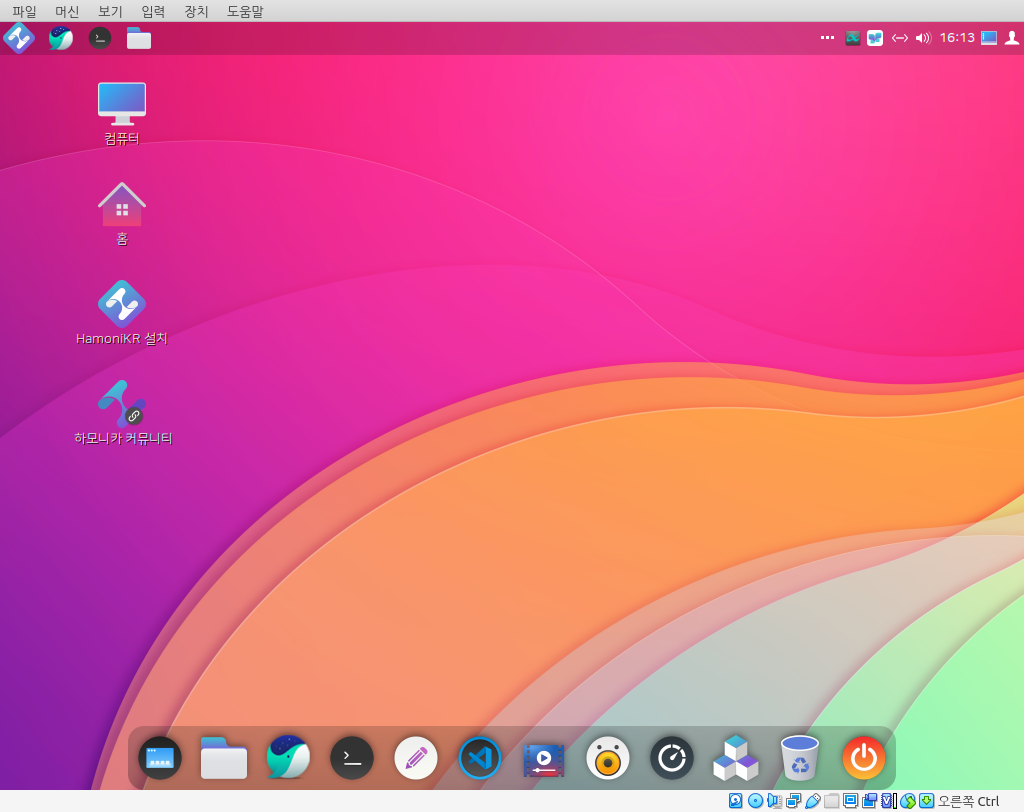 파일 머신 보기 입력 장치 도움말
16:13
컴퓨터
홈
HamoniKR 설치
하모니카 커뮤니티
오른쪽 Ctrl